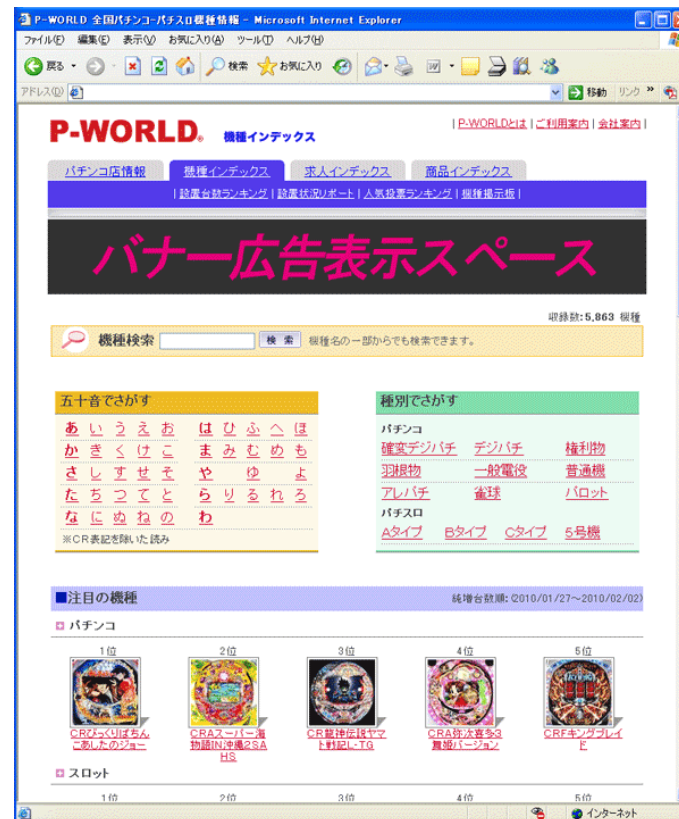 P-WORLD 全国パチンコ・パチスロ機種情報 - Microsoft Internet Explorer
ファイル(F) 編集(E) 表示(V) お気に入り(A) ツール(T) ヘルプ(H)
戻る 検索 お気に入り
アドレス(D) 移動 リンク »
P-WORLD® 機種インデックス | P-WORLDとは | ご利用案内 | 会社案内 |
パチンコ店情報 機種インデックス 求人インデックス 商品インデックス
| 設置台数ランキング | 設置状況リポート | 人気投票ランキング | 機種掲示板 |
バナー広告表示スペース
収録数:5,863 機種
機種検索 検 索 機種名の一部からでも検索できます。
五十音でさがす
あ い う え お は ひ ふ へ ほ
か き く け こ ま み む め も
さ し す せ そ や ゆ よ
た ち つ て と ら り る れ ろ
な に ぬ ね の わ
※CR表記を除いた読み
種別でさがす
パチンコ
確変デジパチ デジパチ 権利物
羽根物 一般電役 普通機
アレパチ 雀球 パロット
パチスロ
Aタイプ Bタイプ Cタイプ 5号機
■注目の機種 純増台数順:(2010/01/27~2010/02/02)
パチンコ
1位 2位 3位 4位 5位
CRびっくりぱちんこあしたのジョー
CRAスーパー海物語IN沖縄2SAHS
CR龍神伝説ヤマト戦記L-TG
CRA弥次喜多3舞姫バージョン
CRFキングブレイド
スロット
1位 2位 3位 4位 5位
インターネット